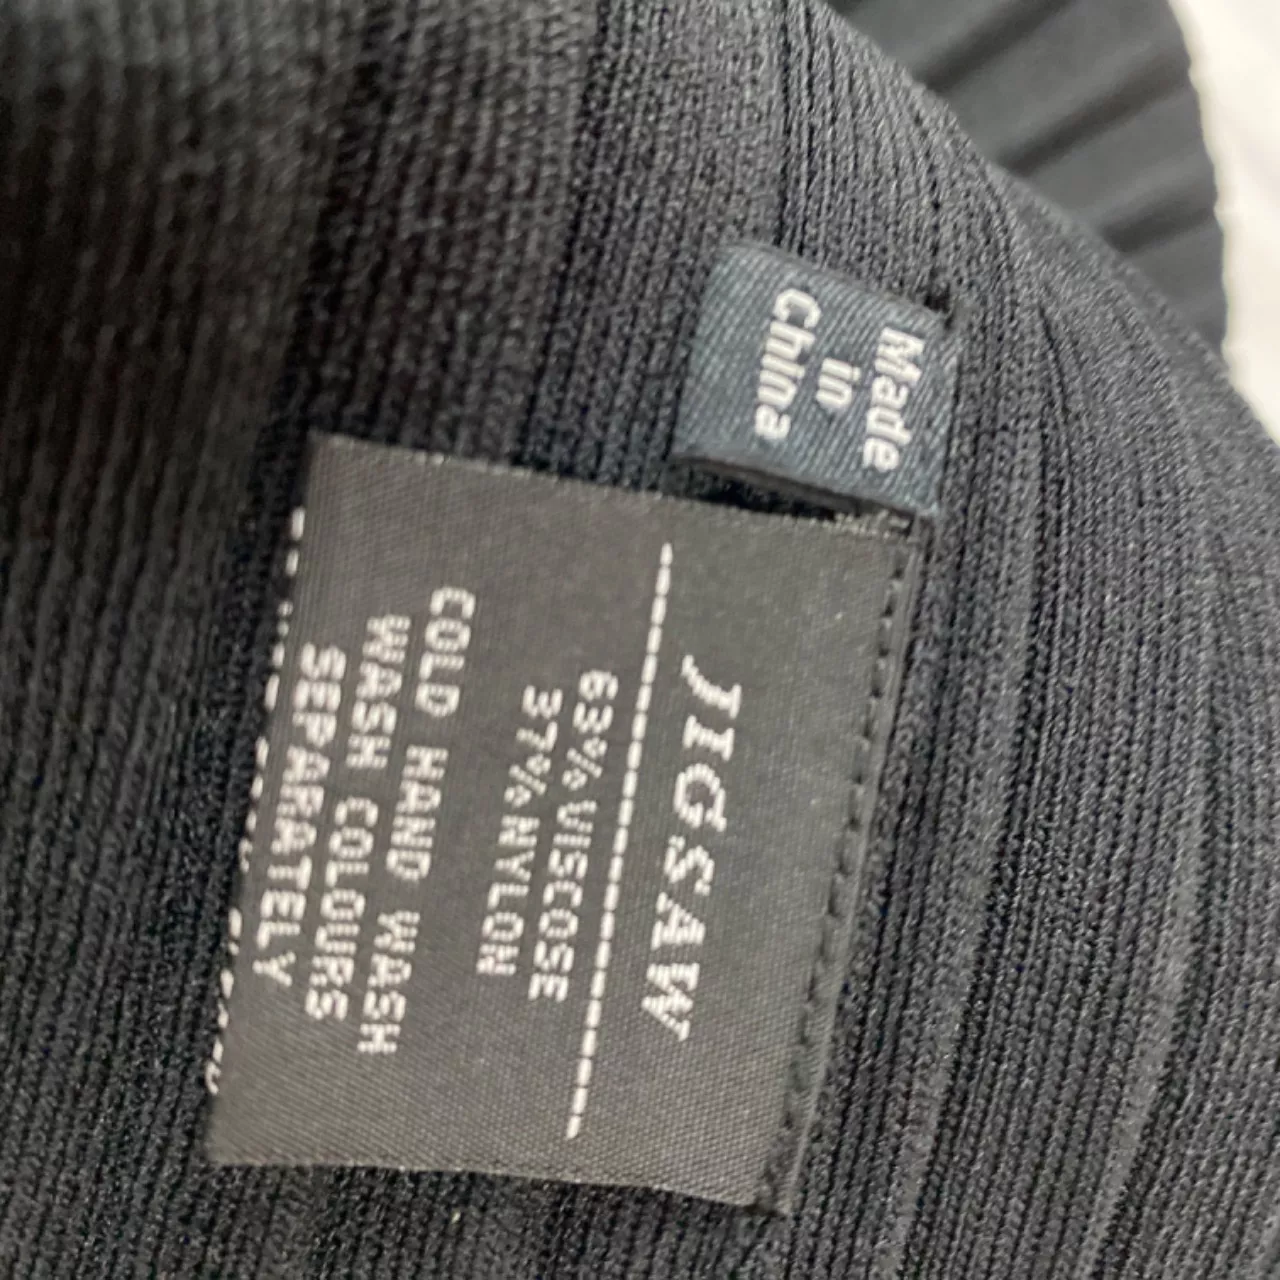 Made
in
China
JIGSAW
63% VISCOSE
37% NYLON
COLD HAND WASH
WASH COLOURS
SEPARATELY